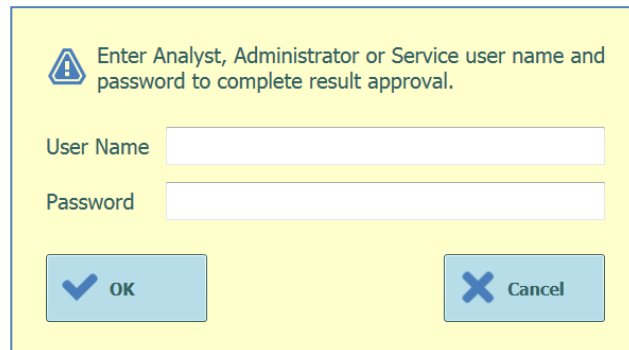 Enter Analyst, Administrator or Service user name and
password to complete result approval.
User Name
Password
OK
Cancel